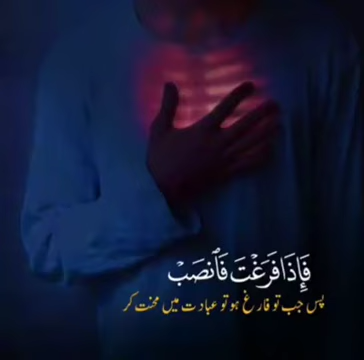 فَإِذَا فَرَغْتَ فَٱنصَبْ
پس جب تو فارغ ہو تو عبادت میں محنت کر